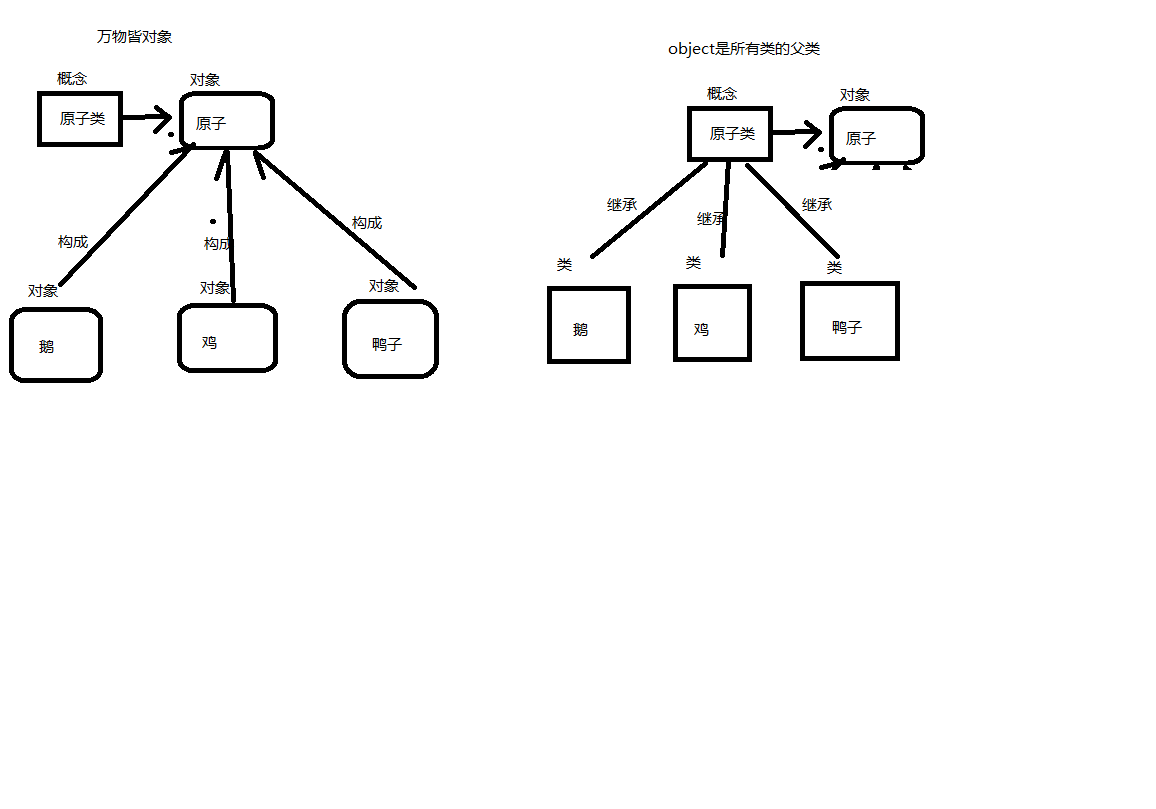 万物皆对象
概念
对象
原子类
原子
构成
构成
构成
对象
对象
对象
鹅
鸡
鸭子
object是所有类的父类
概念
对象
原子类
原子
继承
继承
继承
类
类
类
鹅
鸡
鸭子